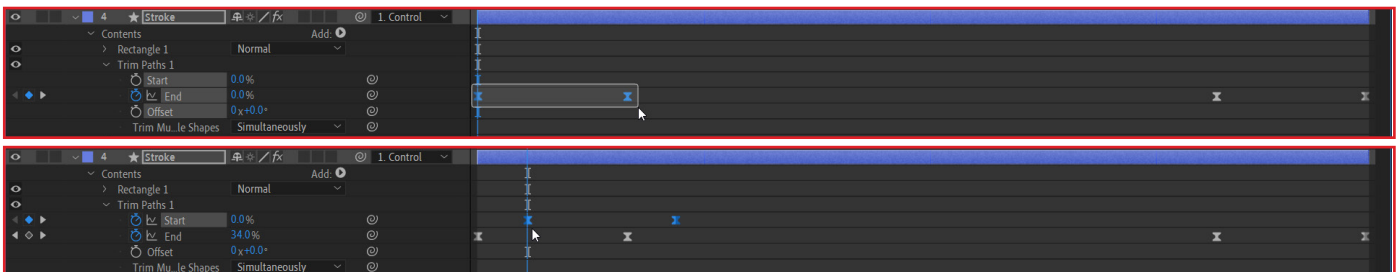 4 Stroke fx 1. Control
Contents Add:
Rectangle 1 Normal
Trim Paths 1
Start 0.0%
End 0.0%
Offset 0x+0.0°
Trim Mu...le Shapes Simultaneously
4 Stroke fx 1. Control
Contents Add:
Rectangle 1 Normal
Trim Paths 1
Start 0.0%
End 34.0%
Offset 0x+0.0°
Trim Mu...le Shapes Simultaneously